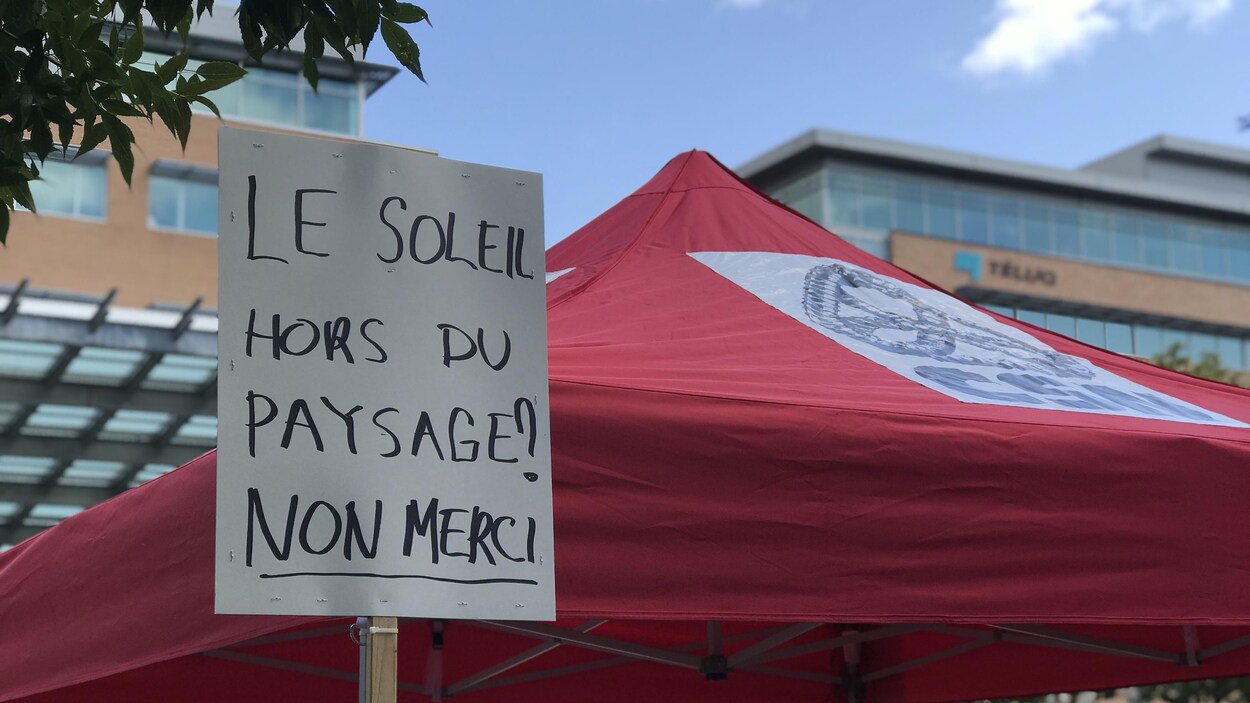 LE SOLEIL
HORS DU
PAYSAGE?
NON MERCI
TÉLUQ